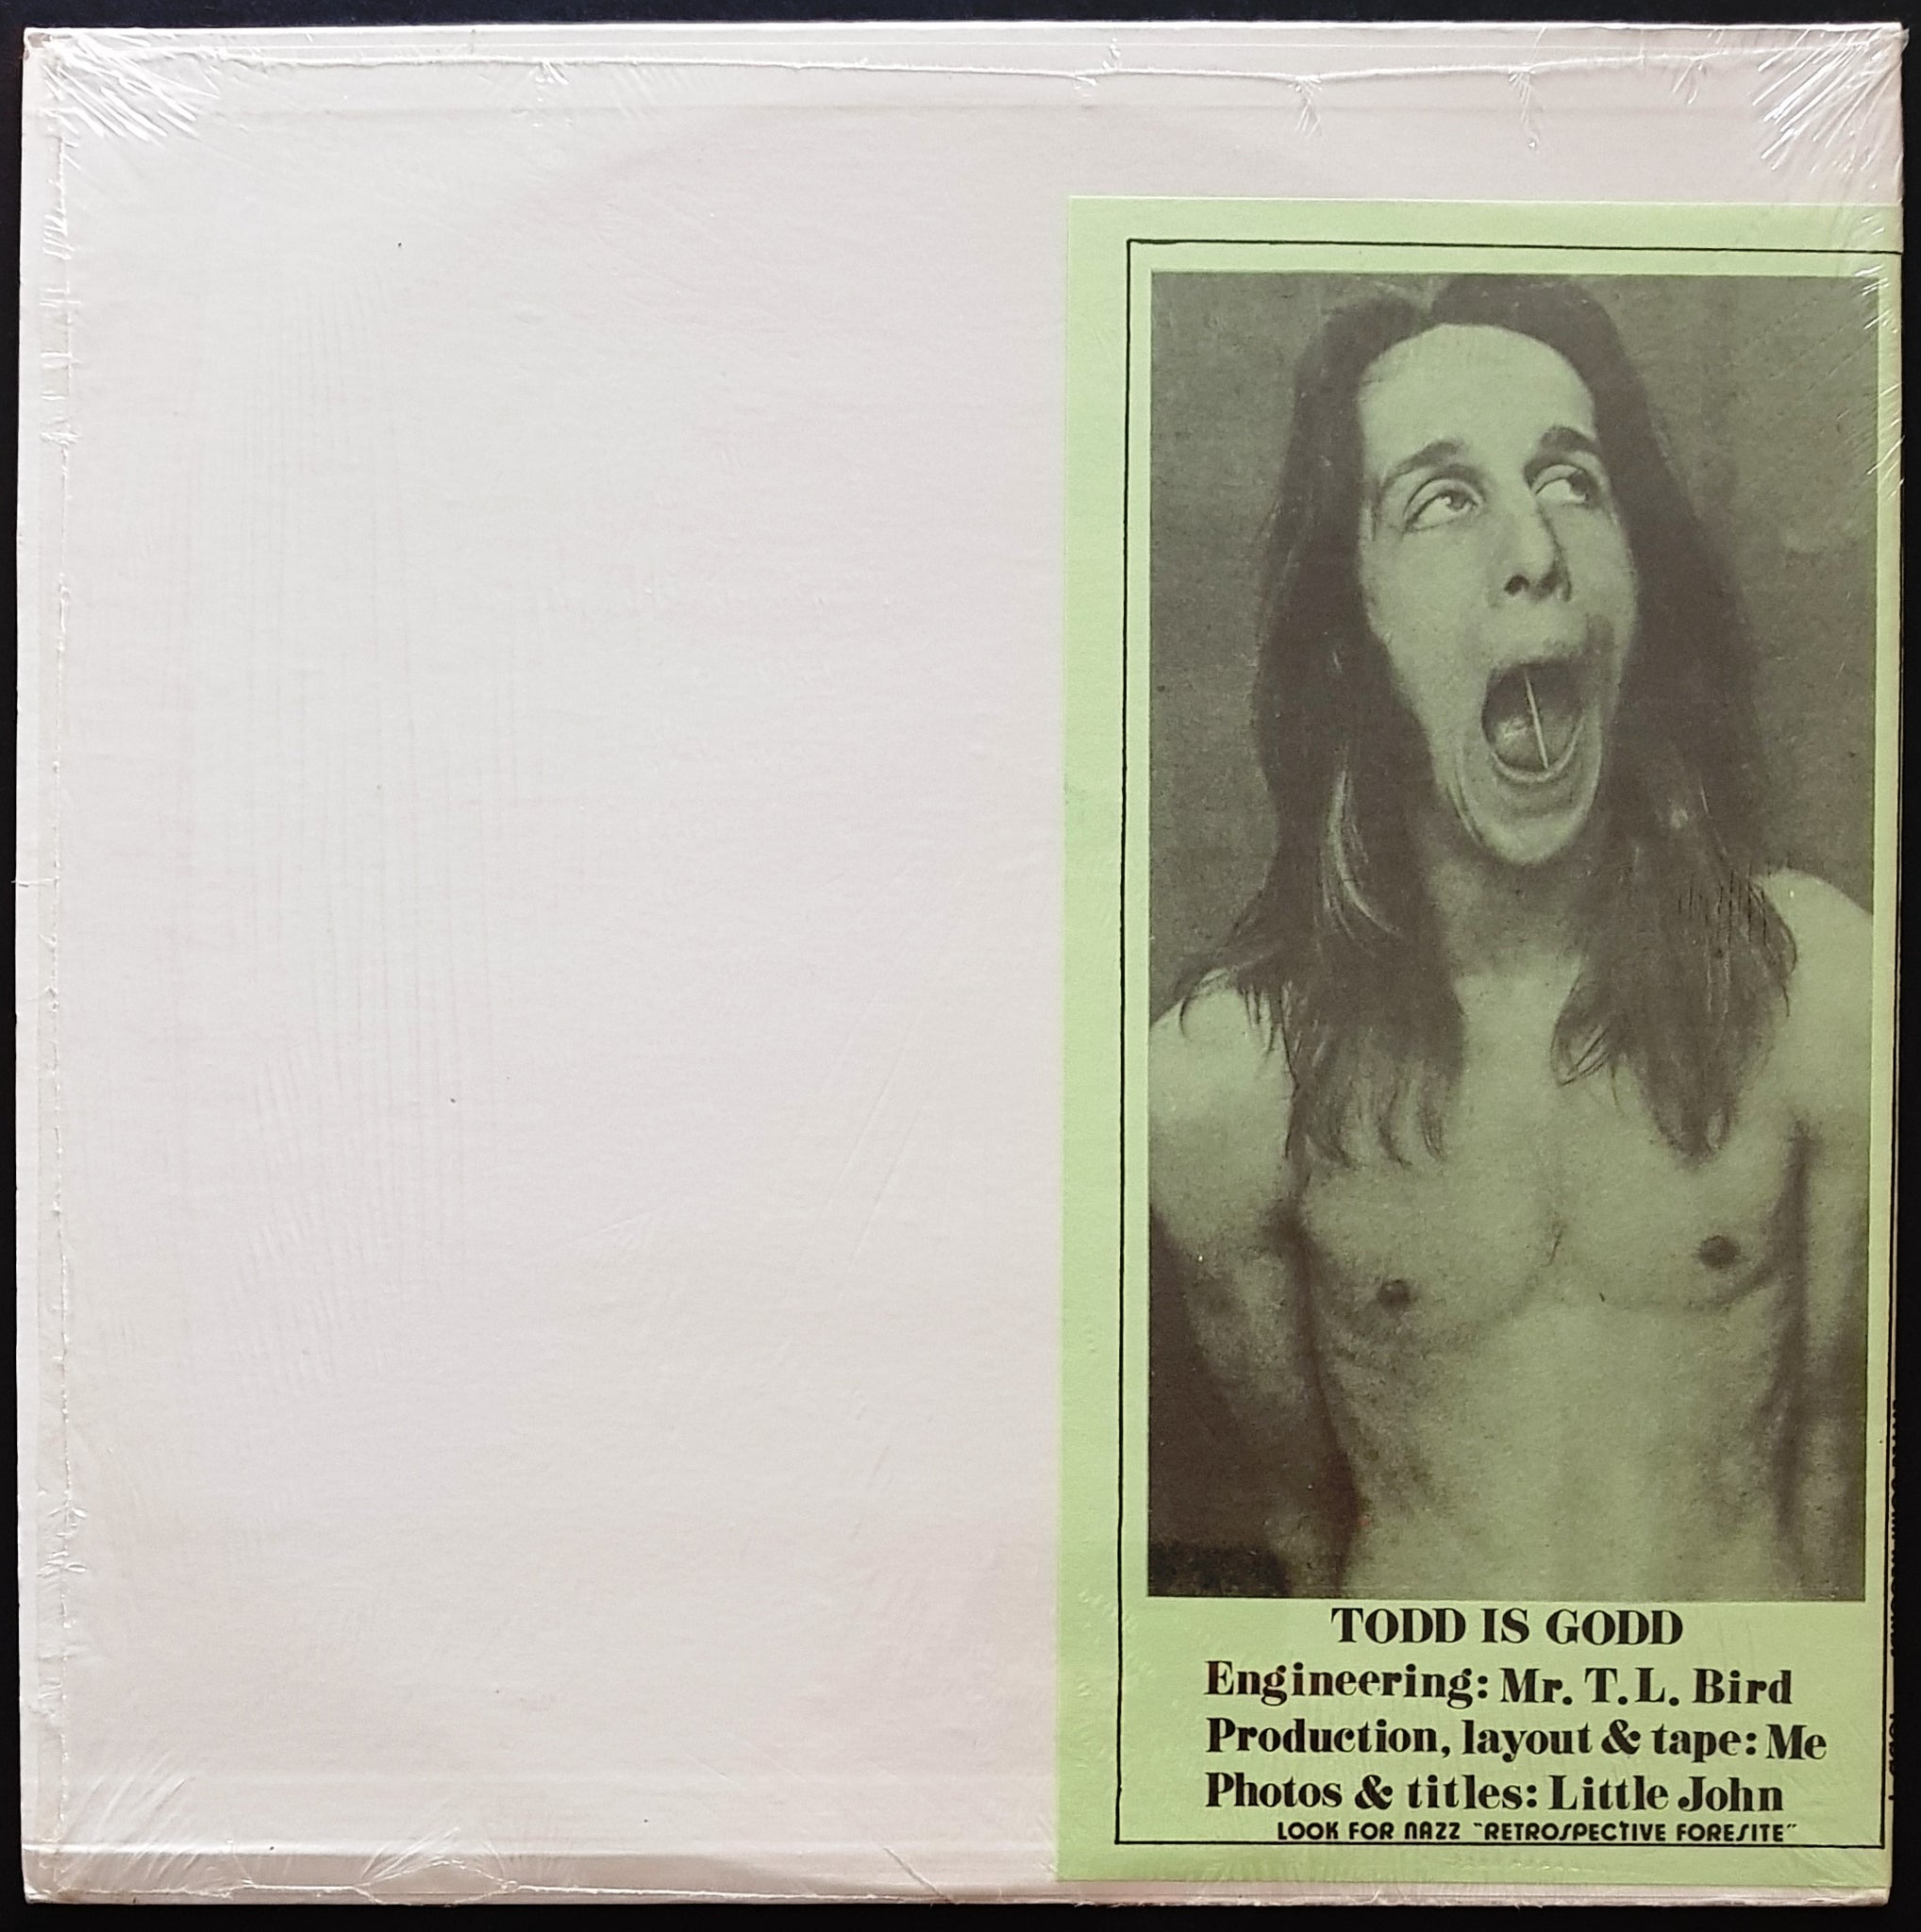 TODD IS GODD
Engineering: Mr. T.L. Bird
Production, layout & tape: Me
Photos & titles: Little John
LOOK FOR NAZZ "RETROSPECTIVE FORESITE"